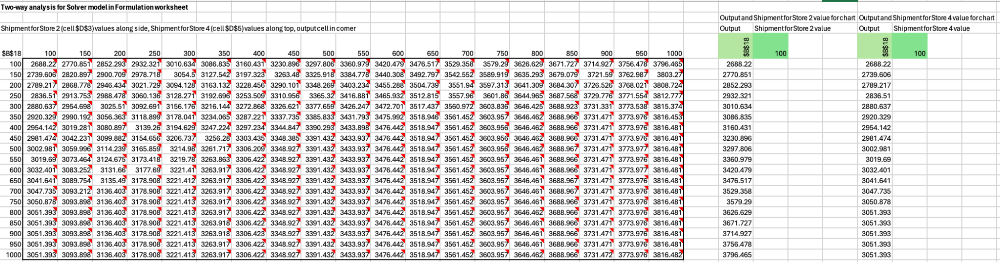 Two-way analysis for Solver model in Formulation worksheet
Output and Shipment for Store 2 value for chart Output and Shipment for Store 4 value for chart
Shipment for Store 2 (cell $D$3) values along side, Shipment for Store 4 (cell $D$5) values along top, output cell in corner Output Shipment for Store 2 value Output Shipment for Store 4 value
$B$18 100 150 200 250 300 350 400 450 500 550 600 650 700 750 800 850 900 950 1000 $B$18 100 $B$18 100
100 2688.22 2770.851 2852.293 2932.321 3010.634 3086.835 3160.431 3230.896 3297.806 3360.979 3420.479 3476.517 3529.358 3579.29 3626.629 3671.727 3714.927 3756.478 3796.465 2688.22 2688.22
150 2739.606 2820.897 2900.709 2978.718 3054.5 3127.542 3197.323 3263.48 3325.918 3384.778 3440.308 3492.797 3542.552 3589.919 3635.293 3679.079 3721.59 3762.987 3803.27 2770.851 2739.606
200 2789.217 2868.778 2946.434 3021.729 3094.128 3163.132 3228.456 3290.101 3348.269 3403.234 3455.288 3504.739 3551.94 3597.313 3641.309 3684.307 3726.526 3768.021 3808.724 2852.293 2789.217
250 2836.51 2913.753 2988.478 3060.136 3128.271 3192.696 3253.509 3310.956 3365.32 3416.881 3465.932 3512.815 3557.96 3601.86 3644.965 3687.568 3729.776 3771.554 3812.777 2932.321 2836.51
300 2880.637 2954.698 3025.51 3092.691 3156.176 3216.144 3272.868 3326.621 3377.659 3426.247 3472.701 3517.437 3560.972 3603.836 3646.425 3688.923 3731.331 3773.538 3815.374 3010.634 2880.637
350 2920.329 2990.192 3056.363 3118.899 3178.041 3234.065 3287.221 3337.735 3385.833 3431.793 3475.992 3518.946 3561.452 3603.957 3646.462 3688.966 3731.471 3773.976 3816.453 3086.835 2920.329
400 2954.142 3019.281 3080.897 3139.26 3194.629 3247.224 3297.234 3344.847 3390.293 3433.898 3476.442 3518.947 3561.452 3603.956 3646.462 3688.966 3731.471 3773.976 3816.481 3160.431 2954.142
450 2981.474 3042.231 3099.882 3154.656 3206.737 3256.28 3303.435 3348.385 3391.432 3433.937 3476.442 3518.947 3561.452 3603.956 3646.462 3688.966 3731.471 3773.976 3816.481 3230.896 2981.474
500 3002.981 3059.996 3114.239 3165.859 3214.98 3261.717 3306.209 3348.927 3391.432 3433.937 3476.442 3518.947 3561.452 3603.956 3646.462 3688.966 3731.471 3773.977 3816.481 3297.806 3002.981
550 3019.69 3073.464 3124.675 3173.418 3219.78 3263.863 3306.422 3348.927 3391.432 3433.937 3476.442 3518.947 3561.452 3603.957 3646.461 3688.966 3731.471 3773.976 3816.481 3360.979 3019.69
600 3032.401 3083.252 3131.66 3177.69 3221.41 3263.917 3306.422 3348.927 3391.432 3433.937 3476.442 3518.947 3561.452 3603.957 3646.461 3688.966 3731.471 3773.977 3816.481 3420.479 3032.401
650 3041.641 3089.754 3135.49 3178.908 3221.412 3263.917 3306.422 3348.927 3391.432 3433.937 3476.442 3518.947 3561.452 3603.957 3646.461 3688.966 3731.471 3773.976 3816.481 3476.517 3041.641
700 3047.735 3093.212 3136.403 3178.908 3221.412 3263.917 3306.422 3348.927 3391.432 3433.937 3476.442 3518.947 3561.452 3603.957 3646.462 3688.967 3731.471 3773.976 3816.481 3529.358 3047.735
750 3050.878 3093.898 3136.403 3178.908 3221.413 3263.917 3306.422 3348.927 3391.432 3433.937 3476.442 3518.947 3561.452 3603.957 3646.462 3688.966 3731.471 3773.976 3816.481 3579.29 3050.878
800 3051.393 3093.898 3136.403 3178.908 3221.413 3263.917 3306.422 3348.927 3391.432 3433.937 3476.442 3518.947 3561.452 3603.957 3646.462 3688.966 3731.471 3773.976 3816.481 3626.629 3051.393
850 3051.393 3093.898 3136.403 3178.908 3221.413 3263.918 3306.422 3348.927 3391.432 3433.937 3476.442 3518.947 3561.452 3603.957 3646.462 3688.966 3731.471 3773.976 3816.481 3671.727 3051.393
900 3051.393 3093.898 3136.403 3178.908 3221.413 3263.918 3306.423 3348.927 3391.432 3433.937 3476.442 3518.947 3561.452 3603.957 3646.462 3688.966 3731.471 3773.976 3816.481 3714.927 3051.393
950 3051.393 3093.898 3136.403 3178.908 3221.413 3263.917 3306.422 3348.927 3391.432 3433.937 3476.442 3518.947 3561.452 3603.957 3646.461 3688.966 3731.471 3773.976 3816.481 3756.478 3051.393
1000 3051.393 3093.898 3136.403 3178.908 3221.413 3263.917 3306.422 3348.927 3391.432 3433.937 3476.442 3518.947 3561.452 3603.957 3646.462 3688.966 3731.472 3773.976 3816.482 3796.465 3051.393